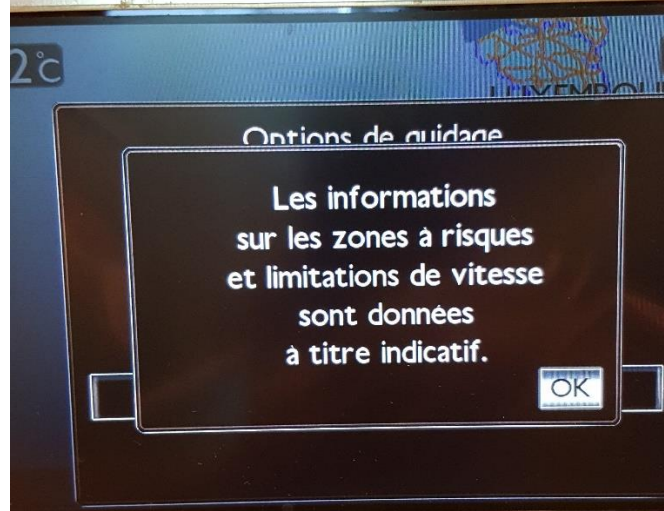 2°C
LUXEMBOU
Options de guidage
Les informations
sur les zones à risques
et limitations de vitesse
sont données
à titre indicatif.
OK